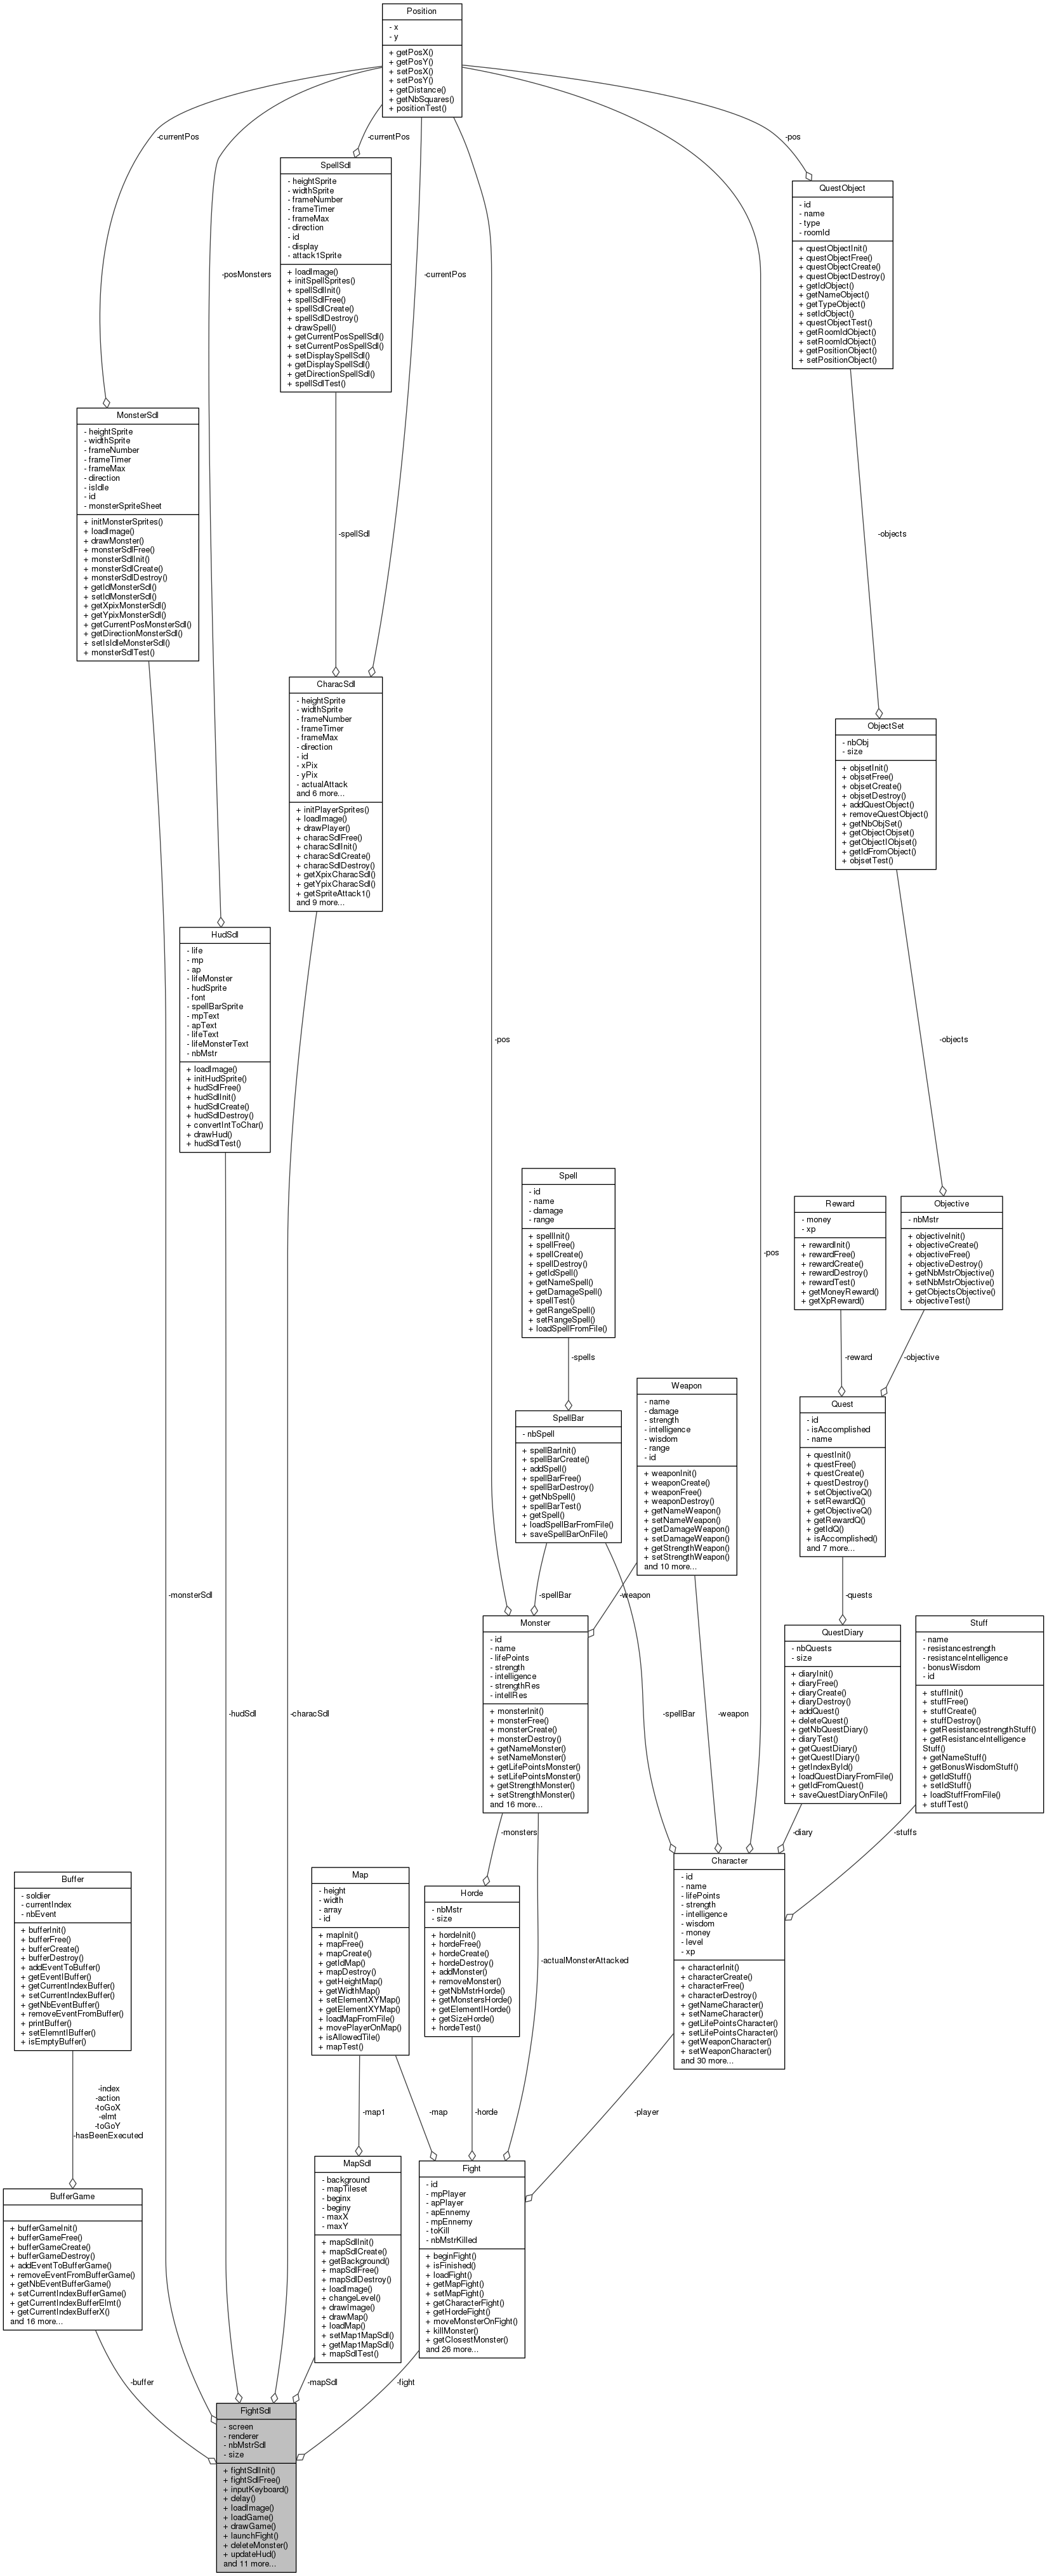 Position
- x
- y
+ getPosX()
+ getPosY()
+ setPosX()
+ setPosY()
+ getDistance()
+ getNbSquares()
+ positionTest()
-currentPos
-currentPos
-pos
SpellSdl
- heightSprite
- widthSprite
- frameNumber
- frameTimer
- frameMax
- direction
- id
- display
- attack1Sprite
+ loadImage()
+ initSpellSprites()
+ spellSdlInit()
+ spellSdlFree()
+ spellSdlCreate()
+ spellSdlDestroy()
+ drawSpell()
+ getCurrentPosSpellSdl()
+ setCurrentPosSpellSdl()
+ setDisplaySpellSdl()
+ getDisplaySpellSdl()
+ getDirectionSpellSdl()
+ spellSdlTest()
QuestObject
- id
- name
- type
- roomId
+ questObjectInit()
+ questObjectFree()
+ questObjectCreate()
+ questObjectDestroy()
+ getIdObject()
+ getNameObject()
+ getTypeObject()
+ setIdObject()
+ questObjectTest()
+ getRoomIdObject()
+ setRoomIdObject()
+ getPositionObject()
+ setPositionObject()
-posMonsters
-currentPos
MonsterSdl
- heightSprite
- widthSprite
- frameNumber
- frameTimer
- frameMax
- direction
- isIdle
- id
- monsterSpriteSheet
+ initMonsterSprites()
+ loadImage()
+ drawMonster()
+ monsterSdlFree()
+ monsterSdlInit()
+ monsterSdlCreate()
+ monsterSdlDestroy()
+ getIdMonsterSdl()
+ setIdMonsterSdl()
+ getXpixMonsterSdl()
+ getYpixMonsterSdl()
+ getCurrentPosMonsterSdl()
+ getDirectionMonsterSdl()
+ setIsIdleMonsterSdl()
+ monsterSdlTest()
-spellSdl
-objects
CharacSdl
- heightSprite
- widthSprite
- frameNumber
- frameTimer
- frameMax
- direction
- id
- xPix
- yPix
- actualAttack
and 6 more...
+ initPlayerSprites()
+ loadImage()
+ drawPlayer()
+ characSdlFree()
+ characSdlInit()
+ characSdlCreate()
+ characSdlDestroy()
+ getXpixCharacSdl()
+ getYpixCharacSdl()
+ getSpriteAttack1()
and 9 more...
ObjectSet
- nbObj
- size
+ objsetInit()
+ objsetFree()
+ objsetCreate()
+ objsetDestroy()
+ addQuestObject()
+ removeQuestObject()
+ getNbObjSet()
+ getObjectObjset()
+ getObjectIObjset()
+ getIdFromObject()
+ objsetTest()
HudSdl
- life
- mp
- ap
- lifeMonster
- hudSprite
- font
- spellBarSprite
- mpText
- apText
- lifeText
- lifeMonsterText
- nbMstr
+ loadImage()
+ initHudSprite()
+ hudSdlFree()
+ hudSdlInit()
+ hudSdlCreate()
+ hudSdlDestroy()
+ convertIntToChar()
+ drawHud()
+ hudSdlTest()
-pos
-objects
Spell
- id
- name
- damage
- range
+ spellInit()
+ spellFree()
+ spellCreate()
+ spellDestroy()
+ getIdSpell()
+ getNameSpell()
+ getDamageSpell()
+ spellTest()
+ getRangeSpell()
+ setRangeSpell()
+ loadSpellFromFile()
-pos
Reward
- money
- xp
+ rewardInit()
+ rewardFree()
+ rewardCreate()
+ rewardDestroy()
+ rewardTest()
+ getMoneyReward()
+ getXpReward()
Objective
- nbMstr
+ objectiveInit()
+ objectiveCreate()
+ objectiveFree()
+ objectiveDestroy()
+ getNbMstrObjective()
+ setNbMstrObjective()
+ getObjectsObjective()
+ objectiveTest()
-spells
-reward
-objective
Weapon
- name
- damage
- strength
- intelligence
- wisdom
- range
- id
+ weaponInit()
+ weaponCreate()
+ weaponFree()
+ weaponDestroy()
+ getNameWeapon()
+ setNameWeapon()
+ getDamageWeapon()
+ setDamageWeapon()
+ getStrengthWeapon()
+ setStrengthWeapon()
and 10 more...
SpellBar
- nbSpell
+ spellBarInit()
+ spellBarCreate()
+ addSpell()
+ spellBarFree()
+ spellBarDestroy()
+ getNbSpell()
+ spellBarTest()
+ getSpell()
+ loadSpellBarFromFile()
+ saveSpellBarOnFile()
Quest
- id
- isAccomplished
- name
+ questInit()
+ questFree()
+ questCreate()
+ questDestroy()
+ setObjectiveQ()
+ setRewardQ()
+ getObjectiveQ()
+ getRewardQ()
+ getIdQ()
+ isAccomplished()
and 7 more...
-monsterSdl
-spellBar
-weapon
-quests
Monster
- id
- name
- lifePoints
- strength
- intelligence
- strengthRes
- intellRes
+ monsterInit()
+ monsterFree()
+ monsterCreate()
+ monsterDestroy()
+ getNameMonster()
+ setNameMonster()
+ getLifePointsMonster()
+ setLifePointsMonster()
+ getStrengthMonster()
+ setStrengthMonster()
and 16 more...
QuestDiary
- nbQuests
- size
+ diaryInit()
+ diaryFree()
+ diaryCreate()
+ diaryDestroy()
+ addQuest()
+ deleteQuest()
+ getNbQuestDiary()
+ diaryTest()
+ getQuestDiary()
+ getQuestIDiary()
+ getIndexById()
+ loadQuestDiaryFromFile()
+ getIdFromQuest()
+ saveQuestDiaryOnFile()
Stuff
- name
- resistancestrength
- resistanceIntelligence
- bonusWisdom
- id
+ stuffInit()
+ stuffFree()
+ stuffCreate()
+ stuffDestroy()
+ getResistancestrengthStuff()
+ getResistanceIntelligence
Stuff()
+ getNameStuff()
+ getBonusWisdomStuff()
+ getIdStuff()
+ setIdStuff()
+ loadStuffFromFile()
+ stuffTest()
-hudSdl
-characSdl
-spellBar
-weapon
-monsters
-diary
-stuffs
Character
- id
- name
- lifePoints
- strength
- intelligence
- wisdom
- money
- level
- xp
+ characterInit()
+ characterCreate()
+ characterFree()
+ characterDestroy()
+ getNameCharacter()
+ setNameCharacter()
+ getLifePointsCharacter()
+ setLifePointsCharacter()
+ getWeaponCharacter()
+ setWeaponCharacter()
and 30 more...
Buffer
- soldier
- currentIndex
- nbEvent
+ bufferInit()
+ bufferFree()
+ bufferCreate()
+ bufferDestroy()
+ addEventToBuffer()
+ getEventIBuffer()
+ getCurrentIndexBuffer()
+ setCurrentIndexBuffer()
+ getNbEventBuffer()
+ removeEventFromBuffer()
+ printBuffer()
+ setElemntIBuffer()
+ isEmptyBuffer()
Map
- height
- width
- array
- id
+ mapInit()
+ mapFree()
+ mapCreate()
+ getIdMap()
+ mapDestroy()
+ getHeightMap()
+ getWidthMap()
+ setElementXYMap()
+ getElementXYMap()
+ loadMapFromFile()
+ movePlayerOnMap()
+ isAllowedTile()
+ mapTest()
Horde
- nbMstr
- size
+ hordeInit()
+ hordeFree()
+ hordeCreate()
+ hordeDestroy()
+ addMonster()
+ removeMonster()
+ getNbMstrHorde()
+ getMonstersHorde()
+ getElementIHorde()
+ getSizeHorde()
+ hordeTest()
-actualMonsterAttacked
-index
-action
-toGoX
-elmt
-toGoY
-hasBeenExecuted
-map1
-map
-horde
-player
BufferGame
+ bufferGameInit()
+ bufferGameFree()
+ bufferGameCreate()
+ bufferGameDestroy()
+ addEventToBufferGame()
+ removeEventFromBufferGame()
+ getNbEventBufferGame()
+ setCurrentIndexBufferGame()
+ getCurrentIndexBufferElmt()
+ getCurrentIndexBufferX()
and 16 more...
MapSdl
- background
- mapTileset
- beginx
- beginy
- maxX
- maxY
+ mapSdlInit()
+ mapSdlCreate()
+ getBackground()
+ mapSdlFree()
+ mapSdlDestroy()
+ loadImage()
+ changeLevel()
+ drawImage()
+ drawMap()
+ loadMap()
+ setMap1MapSdl()
+ getMap1MapSdl()
+ mapSdlTest()
Fight
- id
- mpPlayer
- apPlayer
- apEnnemy
- mpEnnemy
- toKill
- nbMstrKilled
+ beginFight()
+ isFinished()
+ loadFight()
+ getMapFight()
+ setMapFight()
+ getCharacterFight()
+ getHordeFight()
+ moveMonsterOnFight()
+ killMonster()
+ getClosestMonster()
and 26 more...
-buffer
-mapSdl
-fight
FightSdl
- screen
- renderer
- nbMstrSdl
- size
+ fightSdlInit()
+ fightSdlFree()
+ inputKeyboard()
+ delay()
+ loadImage()
+ loadGame()
+ drawGame()
+ launchFight()
+ deleteMonster()
+ updateHud()
and 11 more...